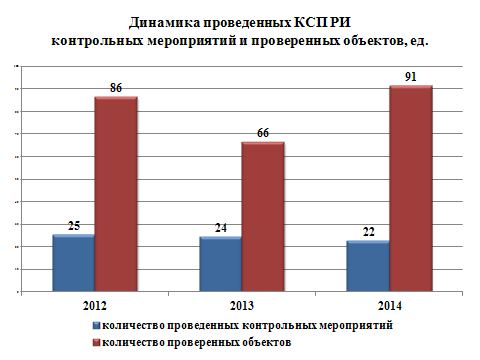 Динамика проведенных КСП РИ
контрольных мероприятий и проверенных объектов, ед.
86
25
66
24
91
22
2012 2013 2014
количество проведенных контрольных мероприятий
количество проверенных объектов